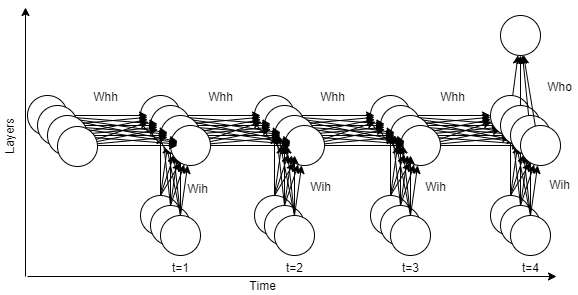 Who
Whh Whh Whh Whh
Layers
Wih Wih Wih Wih
t=1 t=2 t=3 t=4
Time